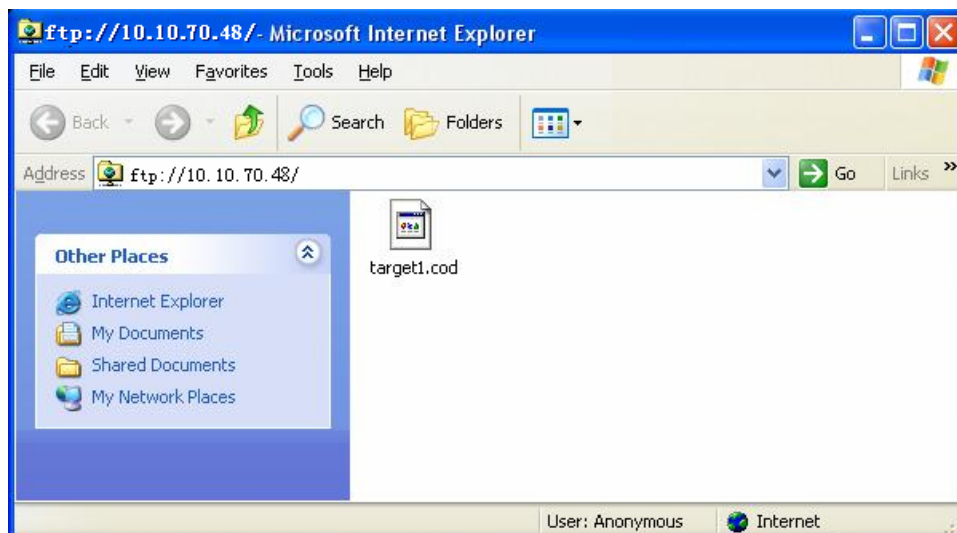 ftp://10.10.70.48/- Microsoft Internet Explorer
File Edit View Favorites Tools Help
Back Search Folders
Address ftp://10.10.70.48/ Go Links »
Other Places
Internet Explorer
My Documents
Shared Documents
My Network Places
target1.cod
User: Anonymous Internet